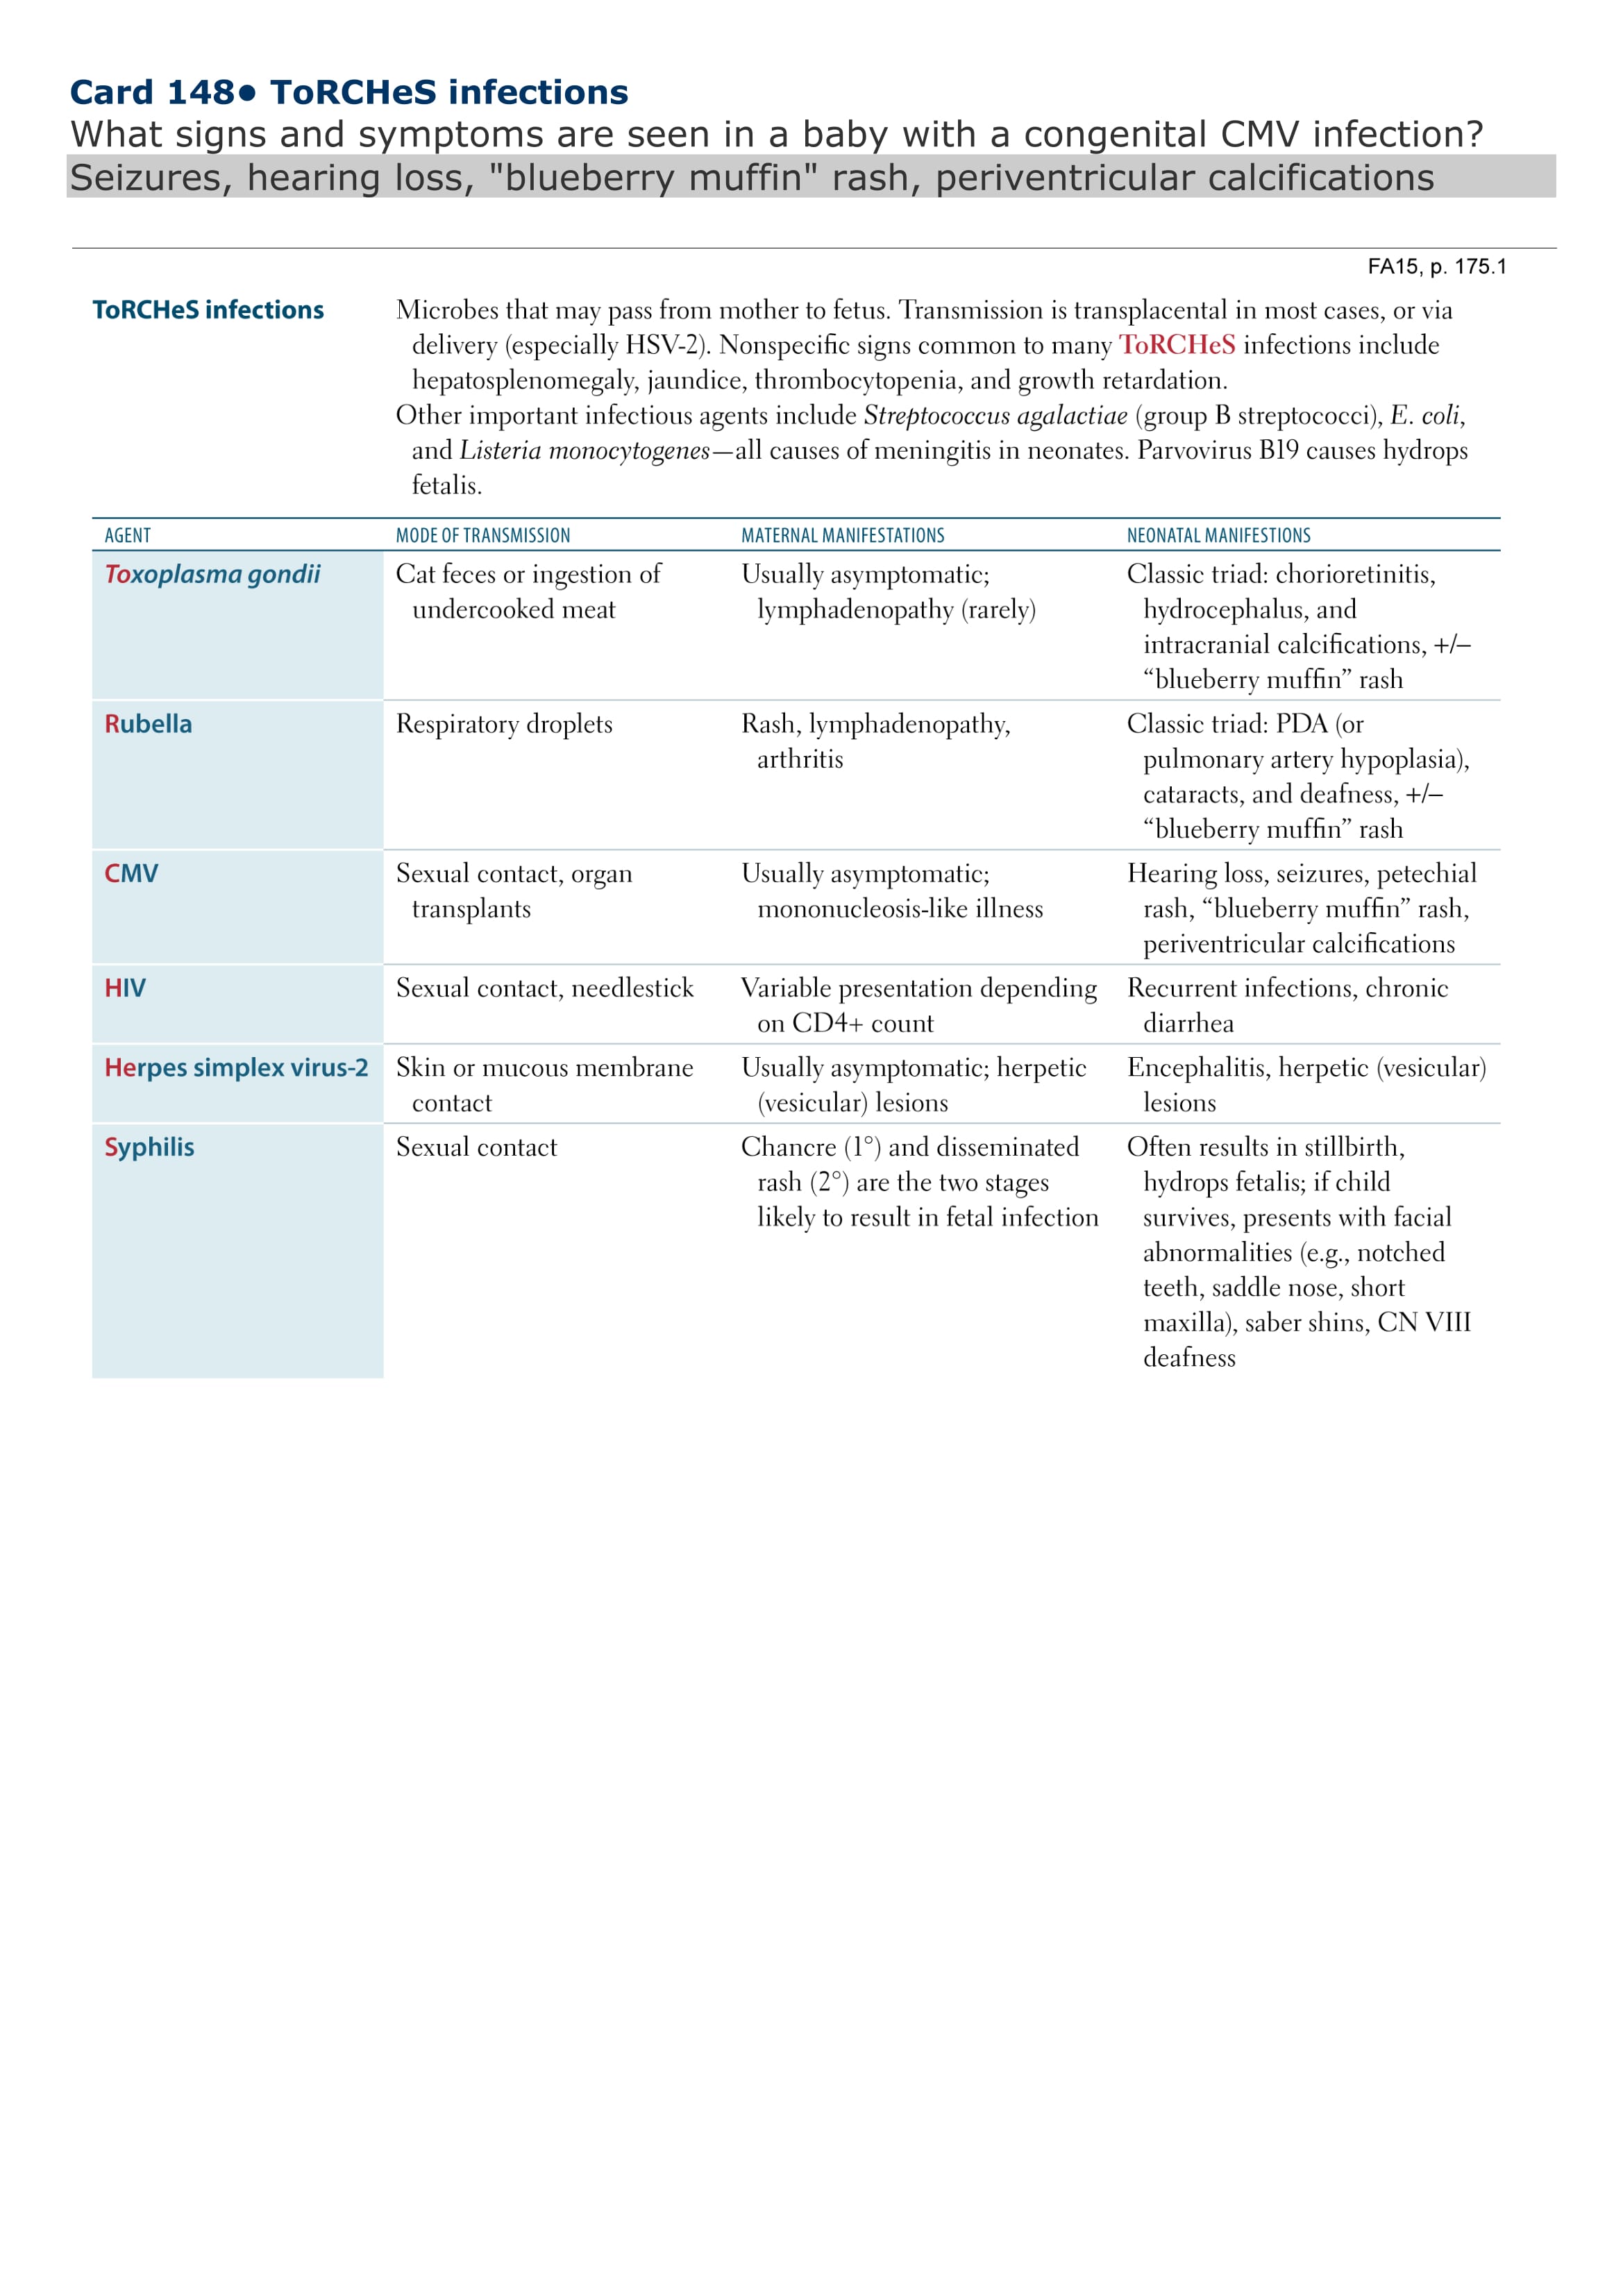 Card 148● ToRCHeS infections
What signs and symptoms are seen in a baby with a congenital CMV infection?
Seizures, hearing loss, "blueberry muffin" rash, periventricular calcifications
FA15, p. 175.1
ToRCHeS infections
Microbes that may pass from mother to fetus. Transmission is transplacental in most cases, or via
delivery (especially HSV-2). Nonspecific signs common to many ToRCHeS infections include
hepatosplenomegaly, jaundice, thrombocytopenia, and growth retardation.
Other important infectious agents include Streptococcus agalactiae (group B streptococci), E. coli,
and Listeria monocytogenes—all causes of meningitis in neonates. Parvovirus B19 causes hydrops
fetalis.
AGENT MODE OF TRANSMISSION MATERNAL MANIFESTATIONS NEONATAL MANIFESTIONS
Toxoplasma gondii
Cat feces or ingestion of
undercooked meat
Usually asymptomatic;
lymphadenopathy (rarely)
Classic triad: chorioretinitis,
hydrocephalus, and
intracranial calcifications, +/–
“blueberry muffin” rash
Rubella
Respiratory droplets
Rash, lymphadenopathy,
arthritis
Classic triad: PDA (or
pulmonary artery hypoplasia),
cataracts, and deafness, +/–
“blueberry muffin” rash
CMV
Sexual contact, organ
transplants
Usually asymptomatic;
mononucleosis-like illness
Hearing loss, seizures, petechial
rash, “blueberry muffin” rash,
periventricular calcifications
HIV
Sexual contact, needlestick
Variable presentation depending
on CD4+ count
Recurrent infections, chronic
diarrhea
Herpes simplex virus-2
Skin or mucous membrane
contact
Usually asymptomatic; herpetic
(vesicular) lesions
Encephalitis, herpetic (vesicular)
lesions
Syphilis
Sexual contact
Chancre (1°) and disseminated
rash (2°) are the two stages
likely to result in fetal infection
Often results in stillbirth,
hydrops fetalis; if child
survives, presents with facial
abnormalities (e.g., notched
teeth, saddle nose, short
maxilla), saber shins, CN VIII
deafness